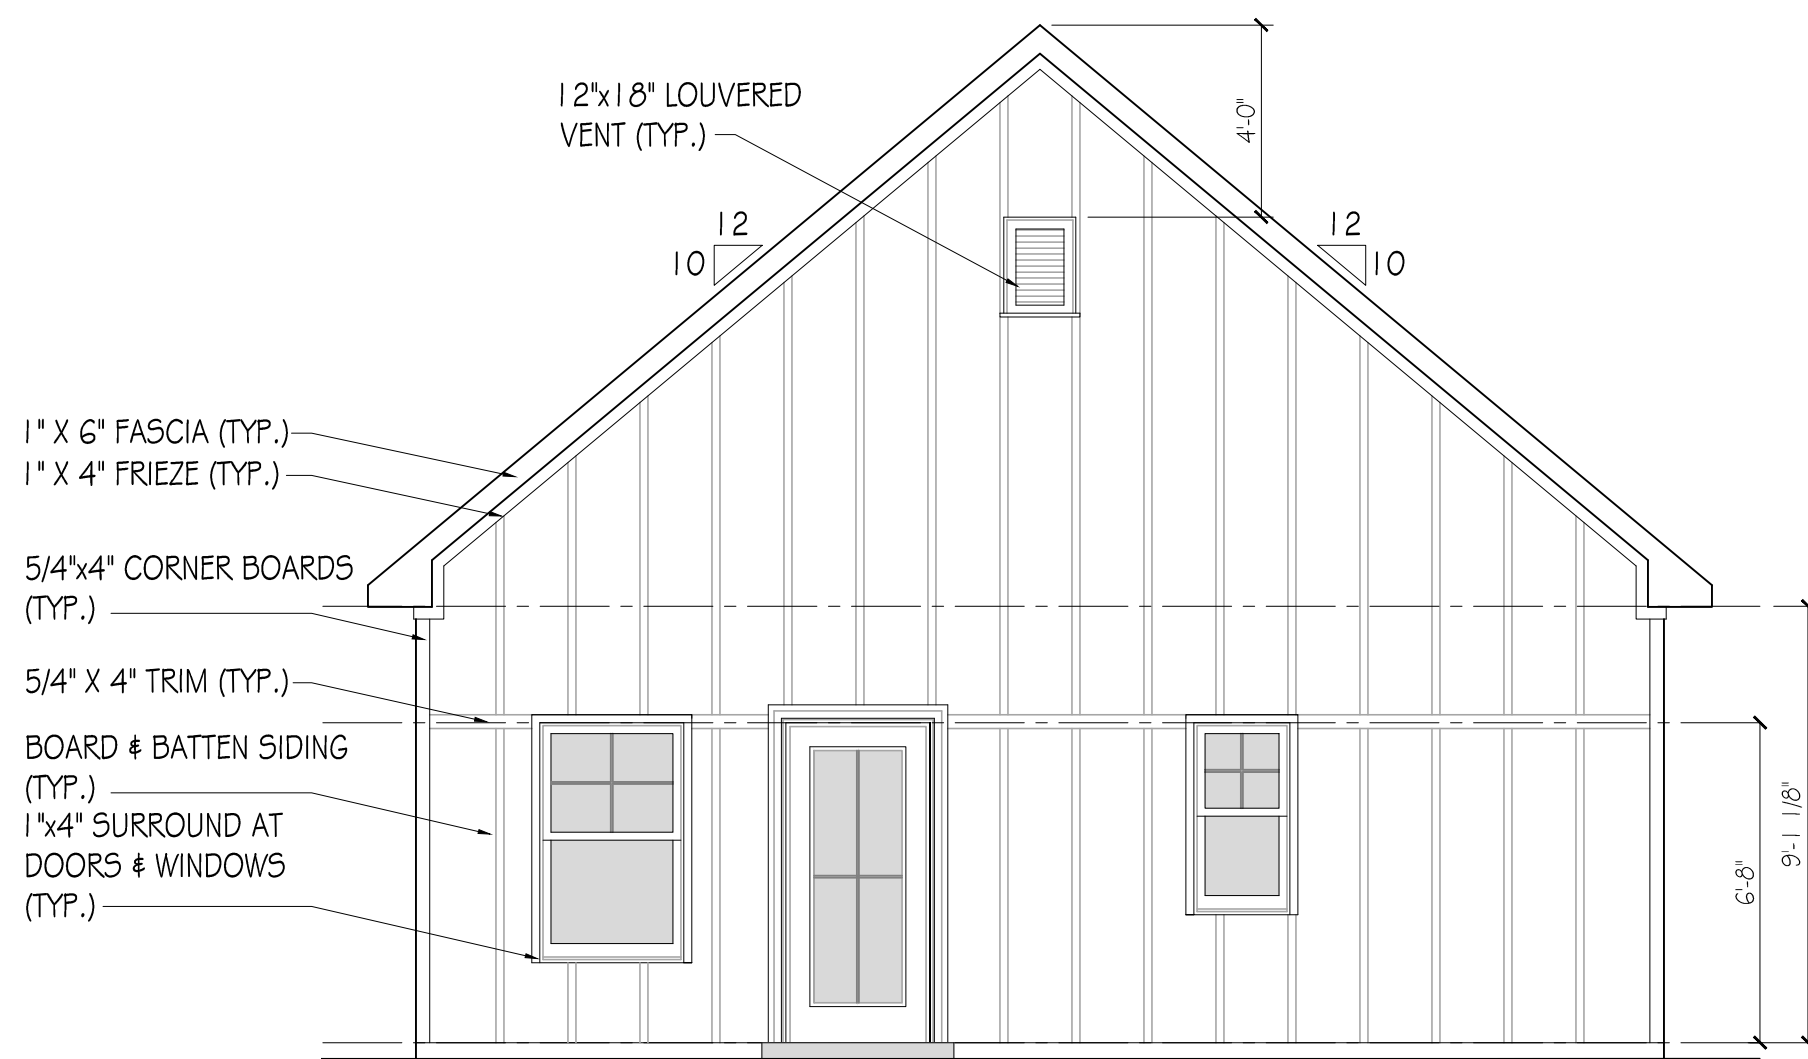 12"x18" LOUVERED
VENT (TYP.)
4'-0"
12
10
12
10
1" X 6" FASCIA (TYP.)
1" X 4" FRIEZE (TYP.)
5/4"x4" CORNER BOARDS
(TYP.)
5/4" X 4" TRIM (TYP.)
BOARD & BATTEN SIDING
(TYP.)
1"x4" SURROUND AT
DOORS & WINDOWS
(TYP.)
6'-8"
9'-1 1/8"